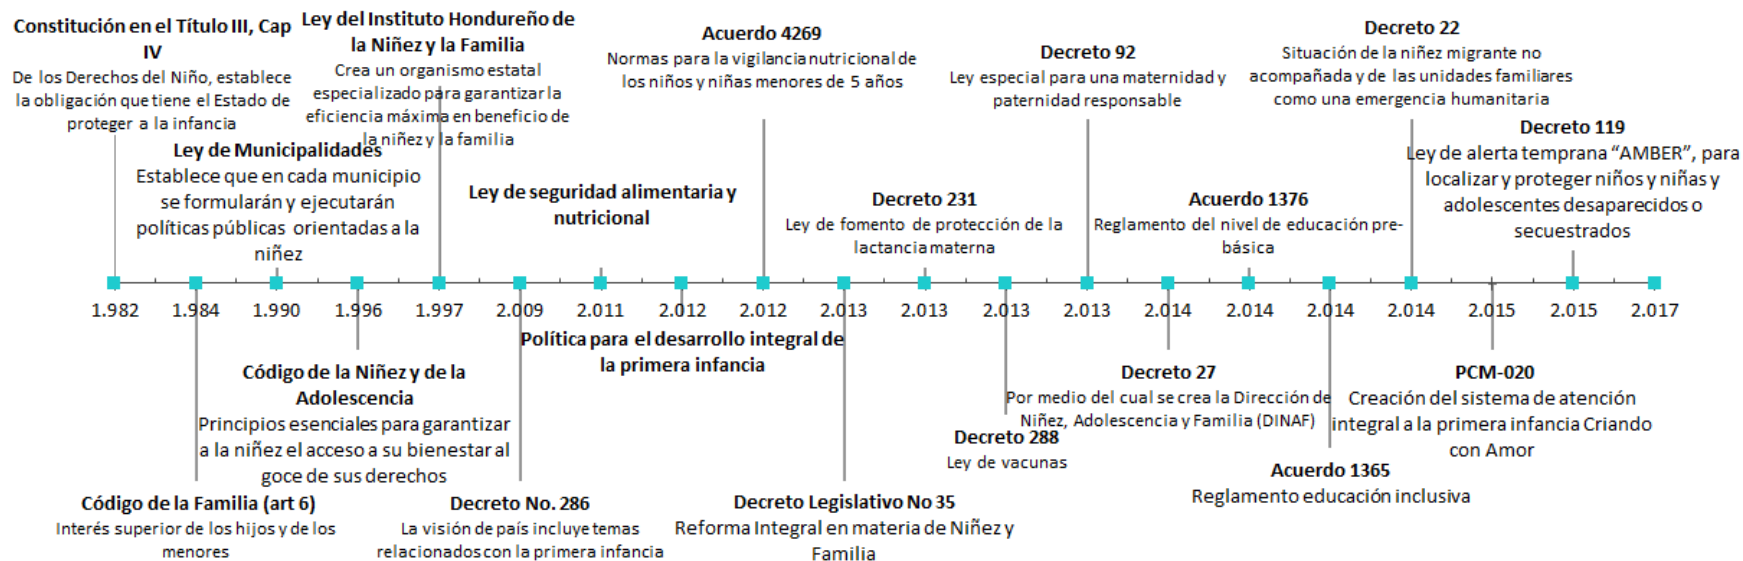 Constitución en el Título III, Cap
IV
De los Derechos del Niño, establece
la obligación que tiene el Estado de
proteger a la infancia
Ley de Municipalidades
Establece que en cada municipio
se formularán y ejecutarán
políticas públicas orientadas a la
niñez
Ley del Instituto Hondureño de
la Niñez y la Familia
Crea un organismo estatal
especializado para garantizar la
eficiencia máxima en beneficio de
la niñez y la familia
Ley de seguridad alimentaria y
nutricional
Acuerdo 4269
Normas para la vigilancia nutricional de
los niños y niñas menores de 5 años
Decreto 231
Ley de fomento de protección de la
lactancia materna
Decreto 92
Ley especial para una maternidad y
paternidad responsable
Acuerdo 1376
Reglamento del nivel de educación pre-
básica
Decreto 22
Situación de la niñez migrante no
acompañada y de las unidades familiares
como una emergencia humanitaria
Decreto 119
Ley de alerta temprana “AMBER”, para
localizar y proteger niños y niñas y
adolescentes desaparecidos o
secuestrados
1.982 1.984 1.990 1.996 1.997 2.009 2.011 2.012 2.012 2.013 2.013 2.013 2.013 2.014 2.014 2.014 2.014 2.015 2.015 2.017
Código de la Familia (art 6)
Interés superior de los hijos y de los
menores
Código de la Niñez y de la
Adolescencia
Principios esenciales para garantizar
a la niñez el acceso a su bienestar al
goce de sus derechos
Decreto No. 286
La visión de país incluye temas
relacionados con la primera infancia
Política para el desarrollo integral de
la primera infancia
Decreto Legislativo No 35
Reforma Integral en materia de Niñez y
Familia
Decreto 288
Ley de vacunas
Decreto 27
Por medio del cual se crea la Dirección de
Niñez, Adolescencia y Familia (DINAF)
Acuerdo 1365
Reglamento educación inclusiva
PCM-020
Creación del sistema de atención
integral a la primera infancia Criando
con Amor